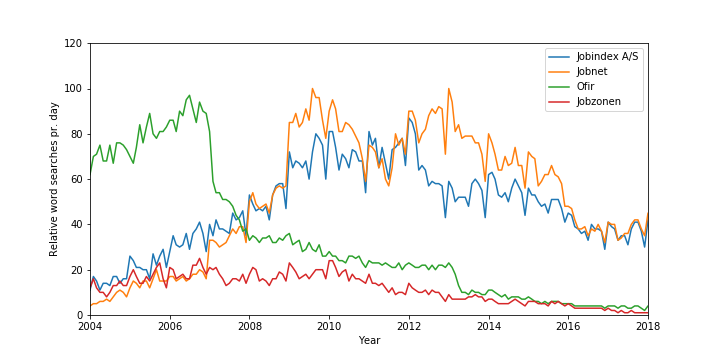 120
100
80
60
40
20
0
Relative word searches pr. day
Jobindex A/S
Jobnet
Ofir
Jobzonen
2004 2006 2008 2010 2012 2014 2016 2018
Year